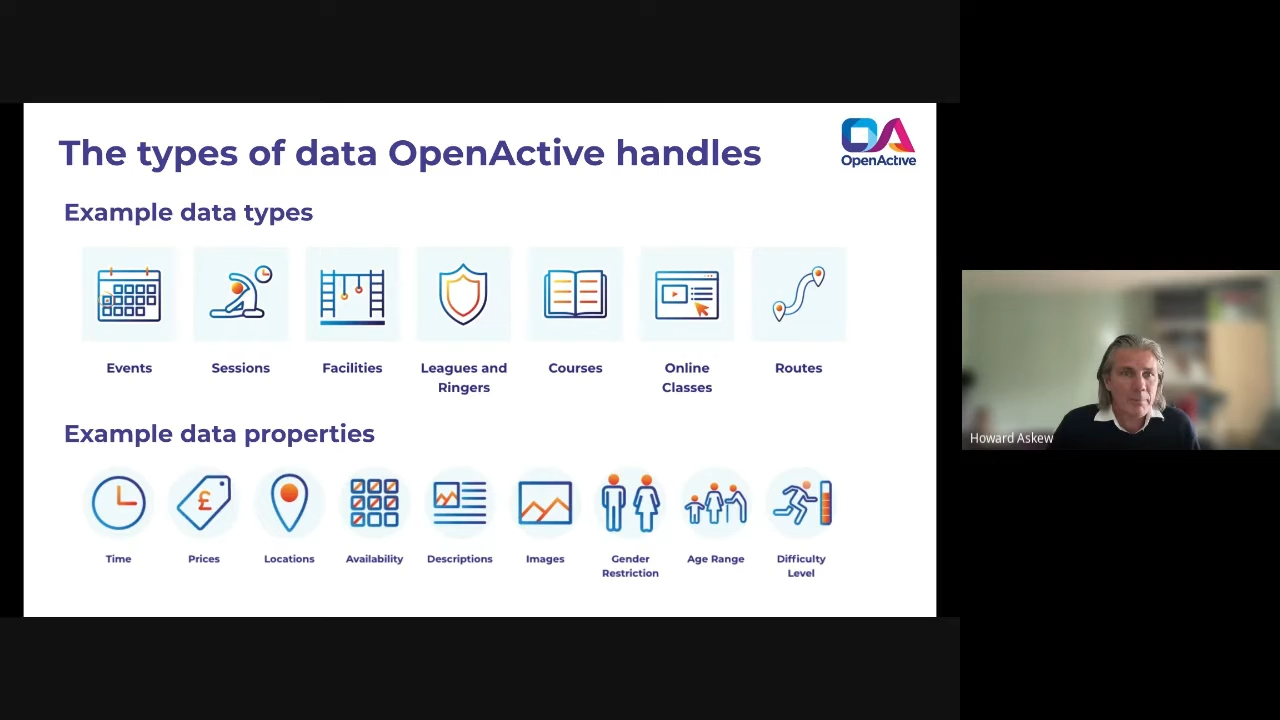 The types of data OpenActive handles
OA
OpenActive
Example data types
Events
Sessions
Facilities
Leagues and
Ringers
Courses
Online
Classes
Routes
Example data properties
£
Time
Prices
Locations
Availability
Descriptions
Images
Gender
Restriction
Age Range
Difficulty
Level
Howard Askew